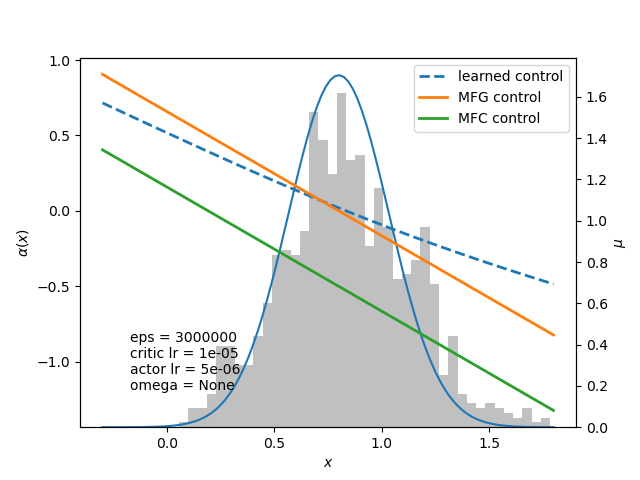 learned control
MFG control
MFC control
1.0
0.5
0.0
−0.5
−1.0
α(x)
1.6
1.4
1.2
1.0
0.8
0.6
0.4
0.2
0.0
μ
eps = 3000000
critic lr = 1e-05
actor lr = 5e-06
omega = None
0.0 0.5 1.0 1.5
x